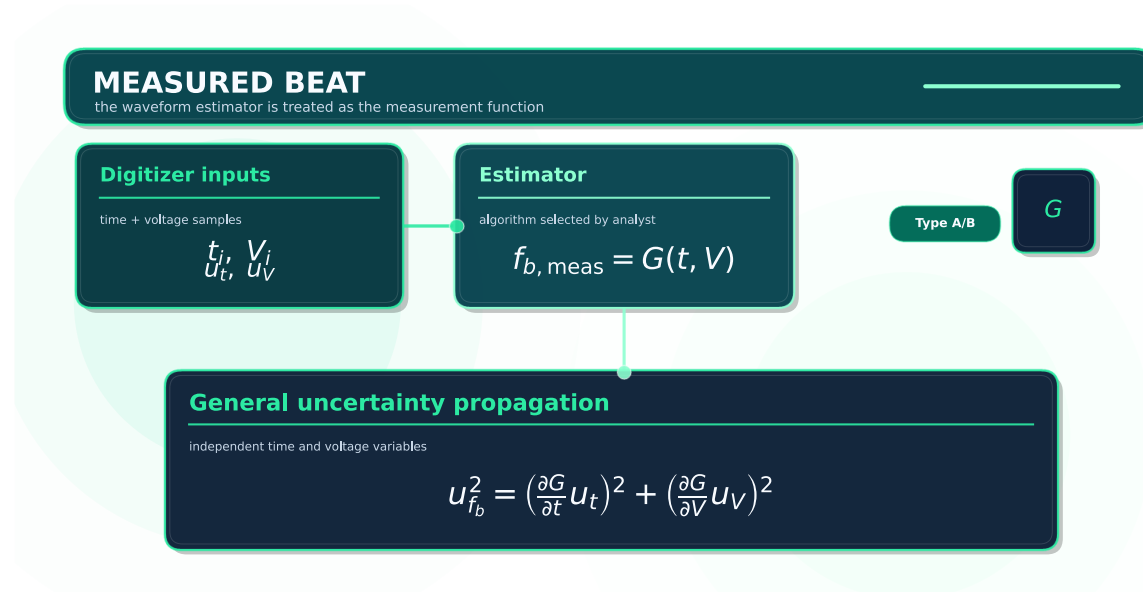 MEASURED BEAT
the waveform estimator is treated as the measurement function
Digitizer inputs
time + voltage samples
t_i, V_i
u_t, u_V
Estimator
algorithm selected by analyst
f_{b,meas} = G(t, V)
Type A/B
G
General uncertainty propagation
independent time and voltage variables
u_{f_b}^2 = (∂G/∂t u_t)^2 + (∂G/∂V u_V)^2